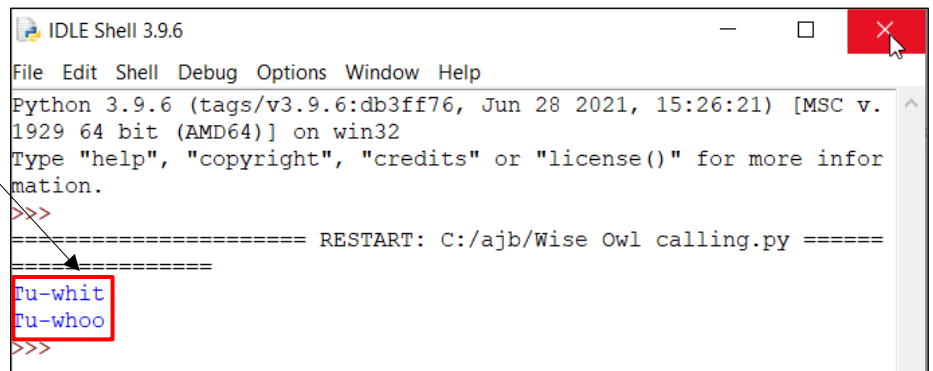 IDLE Shell 3.9.6
File Edit Shell Debug Options Window Help
Python 3.9.6 (tags/v3.9.6:db3ff76, Jun 28 2021, 15:26:21) [MSC v.
1929 64 bit (AMD64)] on win32
Type "help", "copyright", "credits" or "license()" for more infor
mation.
>>>
====================== RESTART: C:/ajb/Wise Owl calling.py ======
===============
Tu-whit
Tu-whoo
>>>